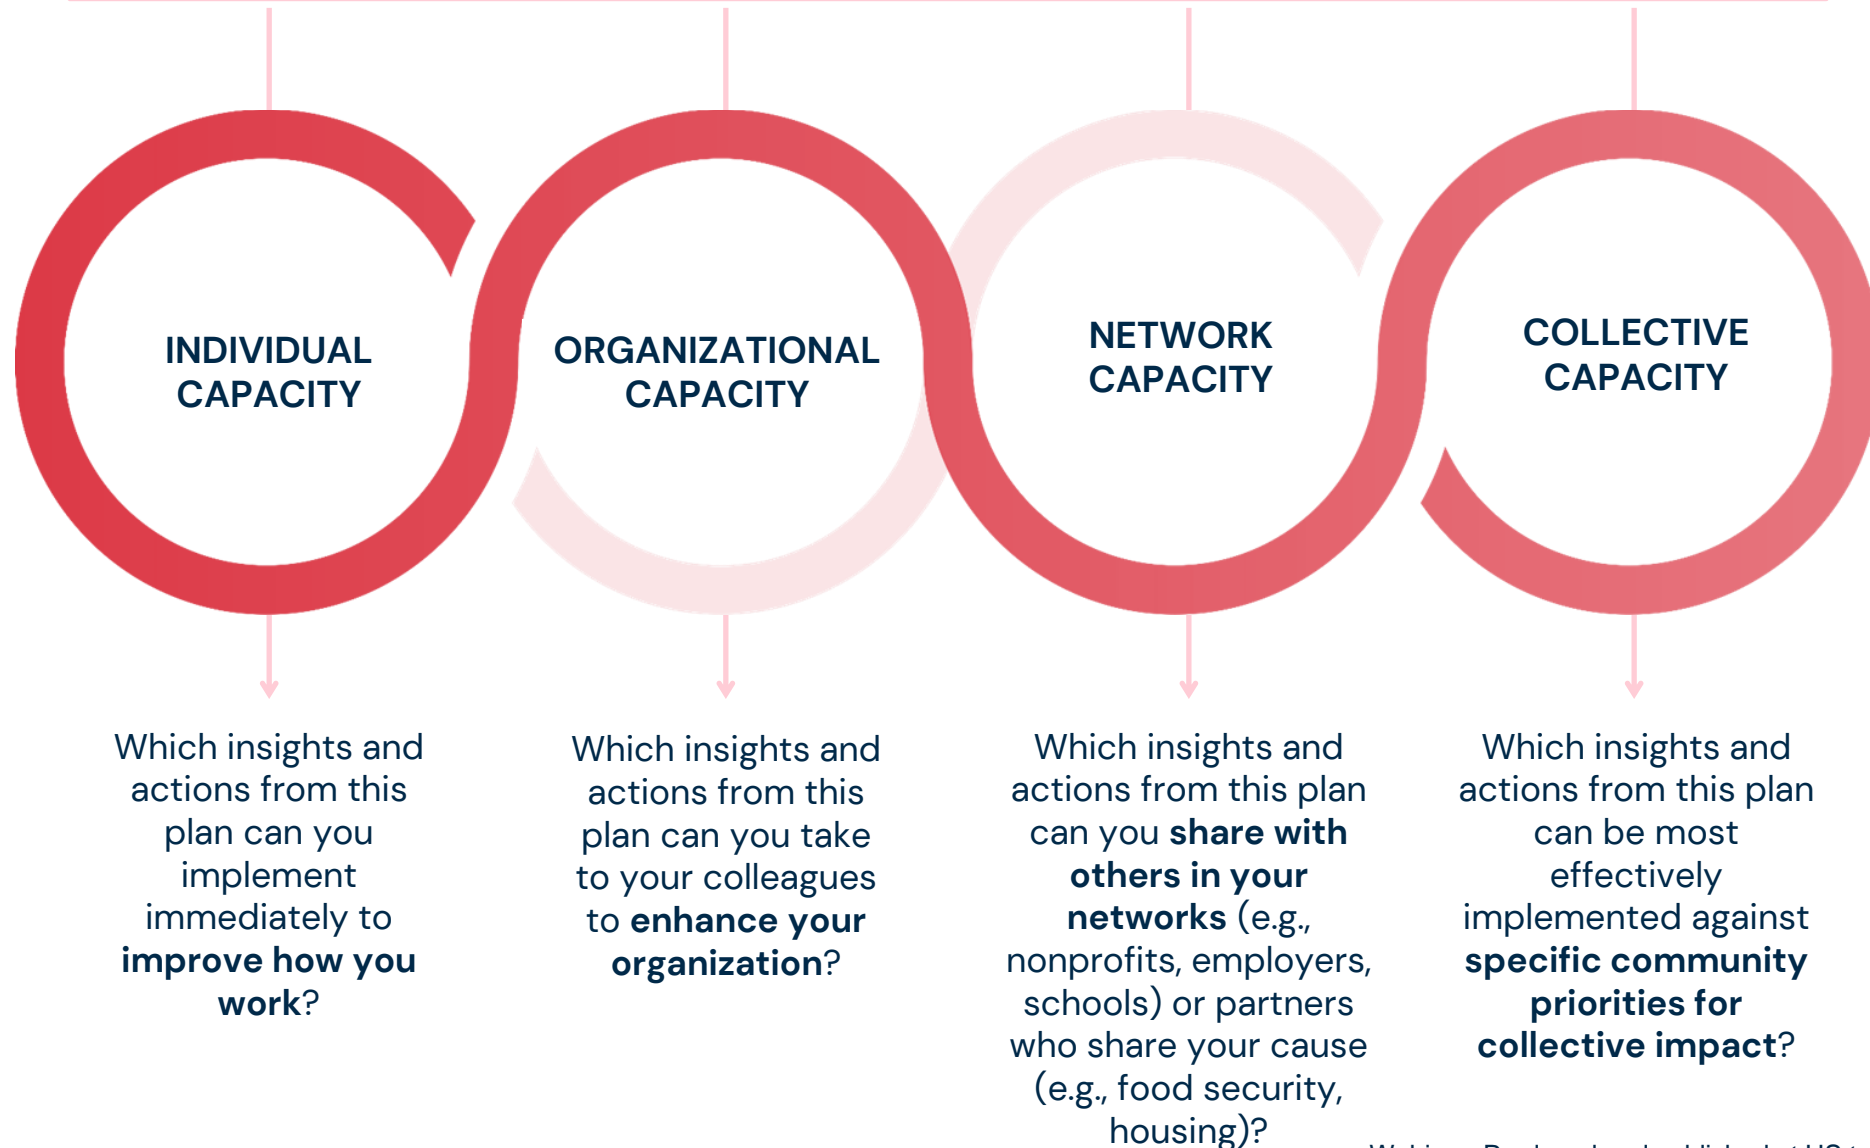 INDIVIDUAL
CAPACITY
ORGANIZATIONAL
CAPACITY
NETWORK
CAPACITY
COLLECTIVE
CAPACITY
Which insights and
actions from this
plan can you
implement
immediately to
improve how you
work?
Which insights and
actions from this
plan can you take
to your colleagues
to enhance your
organization?
Which insights and
actions from this plan
can you share with
others in your
networks (e.g.,
nonprofits, employers,
schools) or partners
who share your cause
(e.g., food security,
housing)?
Which insights and
actions from this plan
can be most
effectively
implemented against
specific community
priorities for
collective impact?